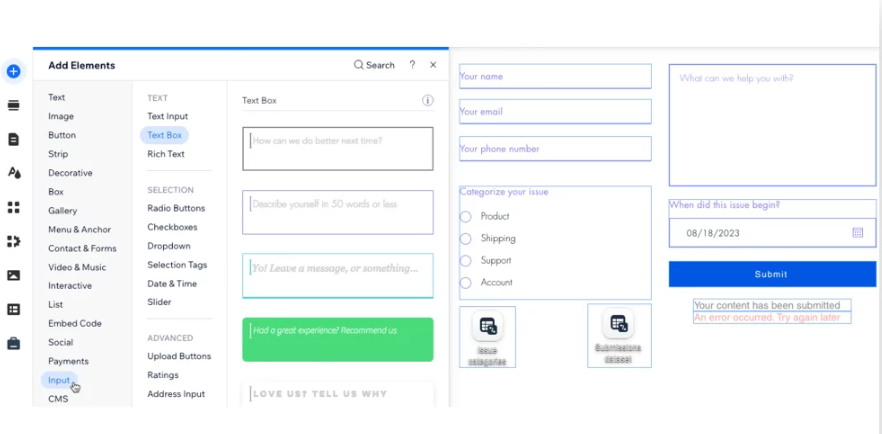 Add Elements
Search ? ×
Text
Image
Button
Strip
Decorative
Box
Gallery
Menu & Anchor
Contact & Forms
Video & Music
Interactive
List
Embed Code
Social
Payments
Input
CMS
TEXT
Text Input
Text Box
Rich Text
SELECTION
Radio Buttons
Checkboxes
Dropdown
Selection Tags
Date & Time
Slider
ADVANCED
Upload Buttons
Ratings
Address Input
Text Box
How can we do better next time?
Describe yourself in 50 words or less
Yo! Leave a message, or something...
Had a great experience? Recommend us
LOVE US? TELL US WHY
Your name
Your email
Your phone number
Categorize your issue
Product
Shipping
Support
Account
Issue
categories
Submissions
dataset
What can we help you with?
When did this issue begin?
08/18/2023
Submit
Your content has been submitted
An error occurred. Try again later